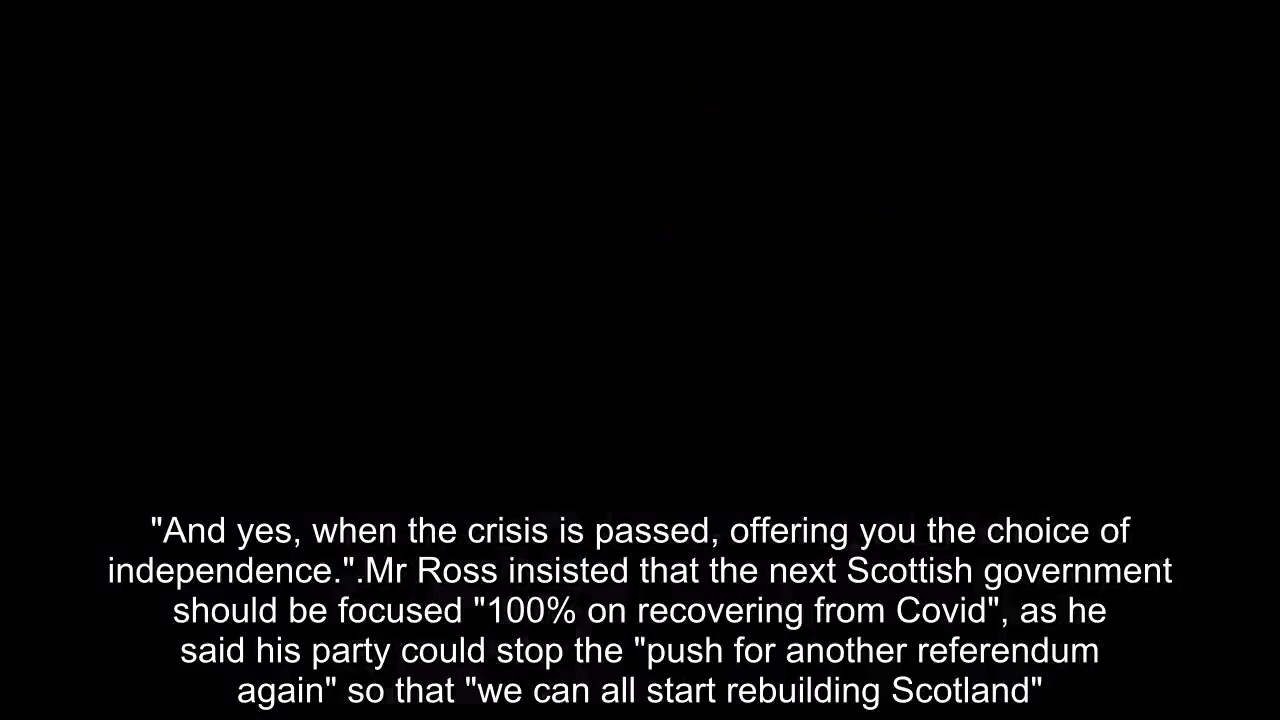 "And yes, when the crisis is passed, offering you the choice of
independence.".Mr Ross insisted that the next Scottish government
should be focused "100% on recovering from Covid", as he
said his party could stop the "push for another referendum
again" so that "we can all start rebuilding Scotland"